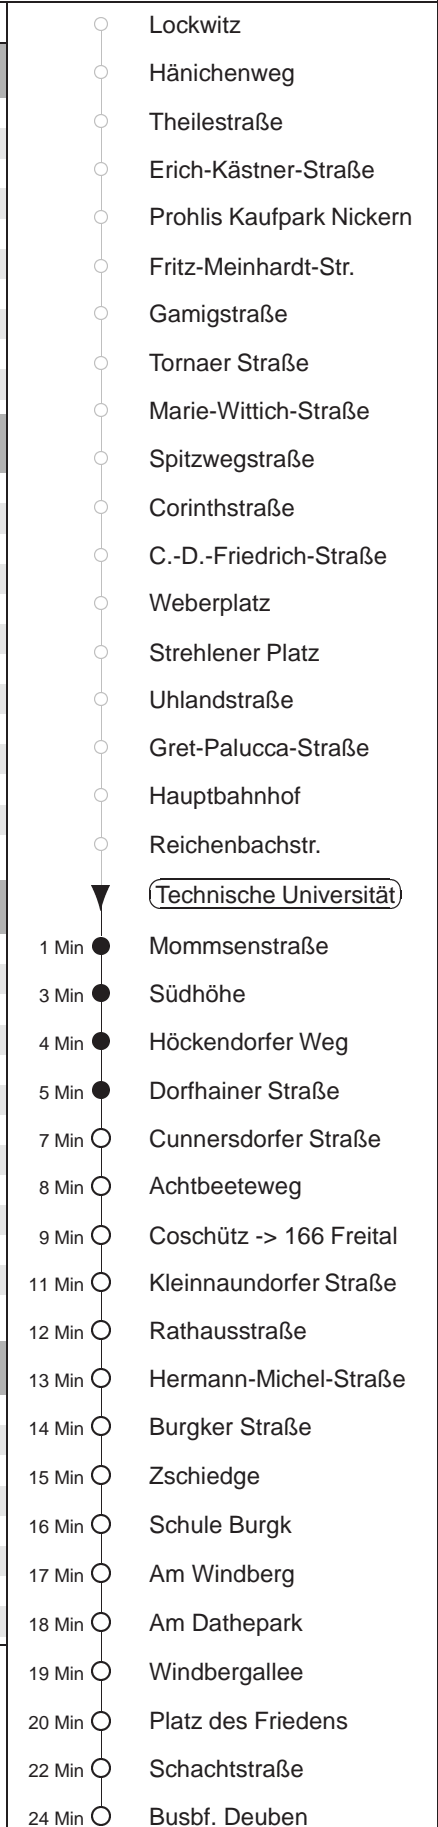 Lockwitz
Hänichenweg
Theilestraße
Erich-Kästner-Straße
Prohlis Kaufpark Nickern
Fritz-Meinhardt-Str.
Gamigstraße
Tornaer Straße
Marie-Wittich-Straße
Spitzwegstraße
Corinthstraße
C.-D.-Friedrich-Straße
Weberplatz
Strehlener Platz
Uhlandstraße
Gret-Palucca-Straße
Hauptbahnhof
Reichenbachstr.
Technische Universität
1 Min Mommsenstraße
3 Min Südhöhe
4 Min Höckendorfer Weg
5 Min Dorfhainer Straße
7 Min Cunnersdorfer Straße
8 Min Achtbeeteweg
9 Min Coschütz -> 166 Freital
11 Min Kleinnaundorfer Straße
12 Min Rathausstraße
13 Min Hermann-Michel-Straße
14 Min Burgker Straße
15 Min Zschiedge
16 Min Schule Burgk
17 Min Am Windberg
18 Min Am Dathepark
19 Min Windbergallee
20 Min Platz des Friedens
22 Min Schachtstraße
24 Min Busbf. Deuben